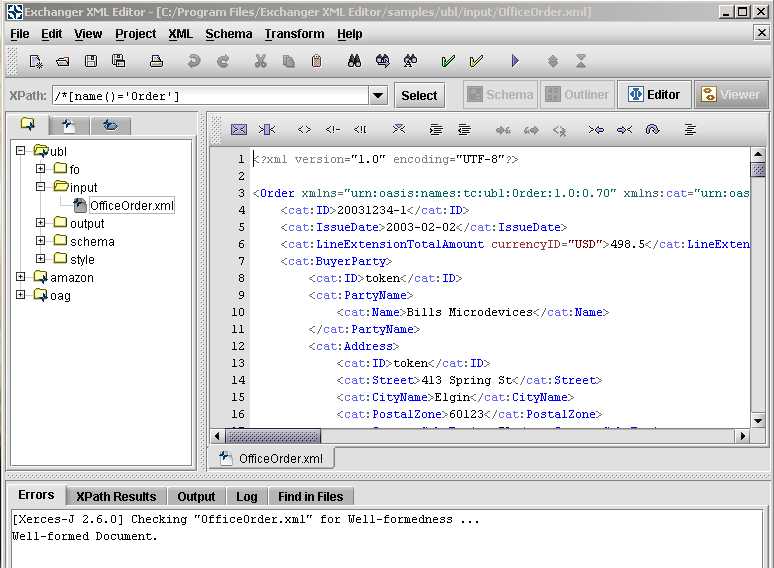 Exchanger XML Editor - [C:/Program Files/Exchanger XML Editor/samples/ubl/input/OfficeOrder.xml]
File Edit View Project XML Schema Transform Help
XPath: /*[name()='Order'] Select Schema Outliner Editor Viewer
ubl
fo
input
OfficeOrder.xml
output
schema
style
amazon
oag
1 <?xml version="1.0" encoding="UTF-8"?>
2
3 <Order xmlns="urn:oasis:names:tc:ubl:Order:1.0:0.70" xmlns:cat="urn:oas
4 <cat:ID>20031234-1</cat:ID>
5 <cat:IssueDate>2003-02-02</cat:IssueDate>
6 <cat:LineExtensionTotalAmount currencyID="USD">498.5</cat:LineExten
7 <cat:BuyerParty>
8 <cat:ID>token</cat:ID>
9 <cat:PartyName>
10 <cat:Name>Bills Microdevices</cat:Name>
11 </cat:PartyName>
12 <cat:Address>
13 <cat:ID>token</cat:ID>
14 <cat:Street>413 Spring St</cat:Street>
15 <cat:CityName>Elgin</cat:CityName>
16 <cat:PostalZone>60123</cat:PostalZone>
OfficeOrder.xml
Errors XPath Results Output Log Find in Files
[Xerces-J 2.6.0] Checking "OfficeOrder.xml" for Well-formedness ...
Well-formed Document.